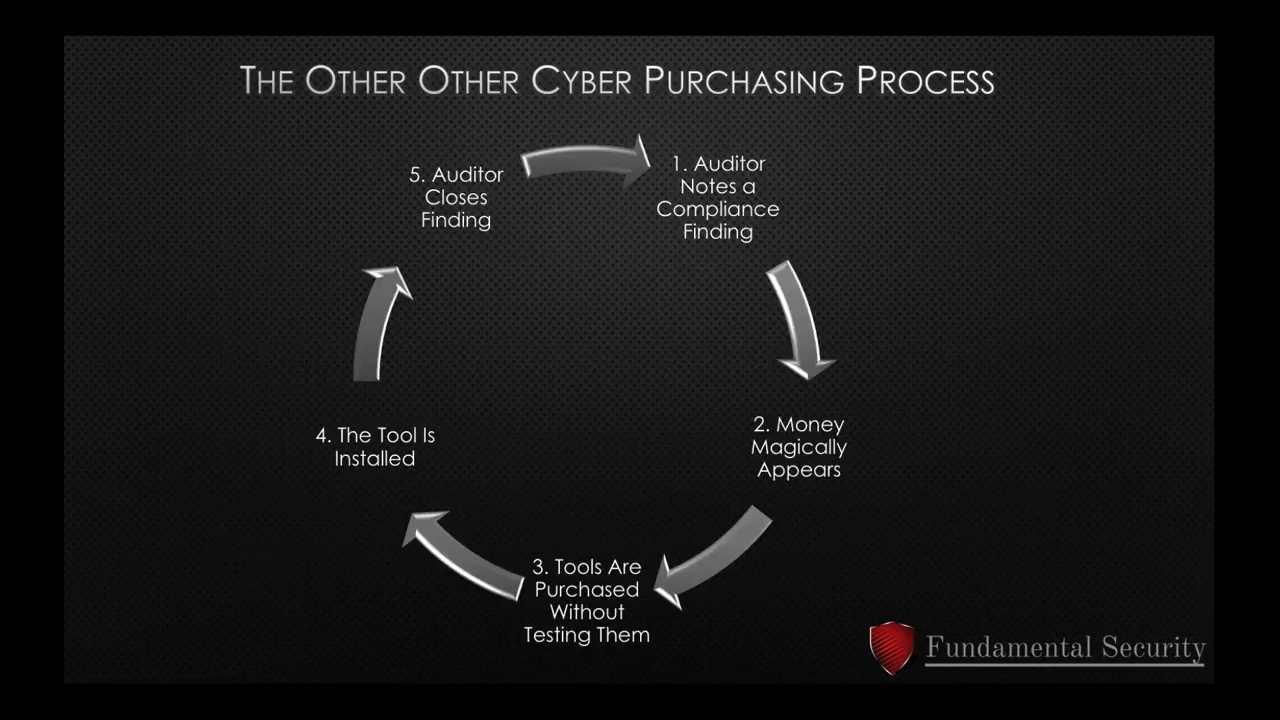 THE OTHER OTHER CYBER PURCHASING PROCESS
1. Auditor
Notes a
Compliance
Finding
2. Money
Magically
Appears
3. Tools Are
Purchased
Without
Testing Them
4. The Tool Is
Installed
5. Auditor
Closes
Finding
Fundamental Security